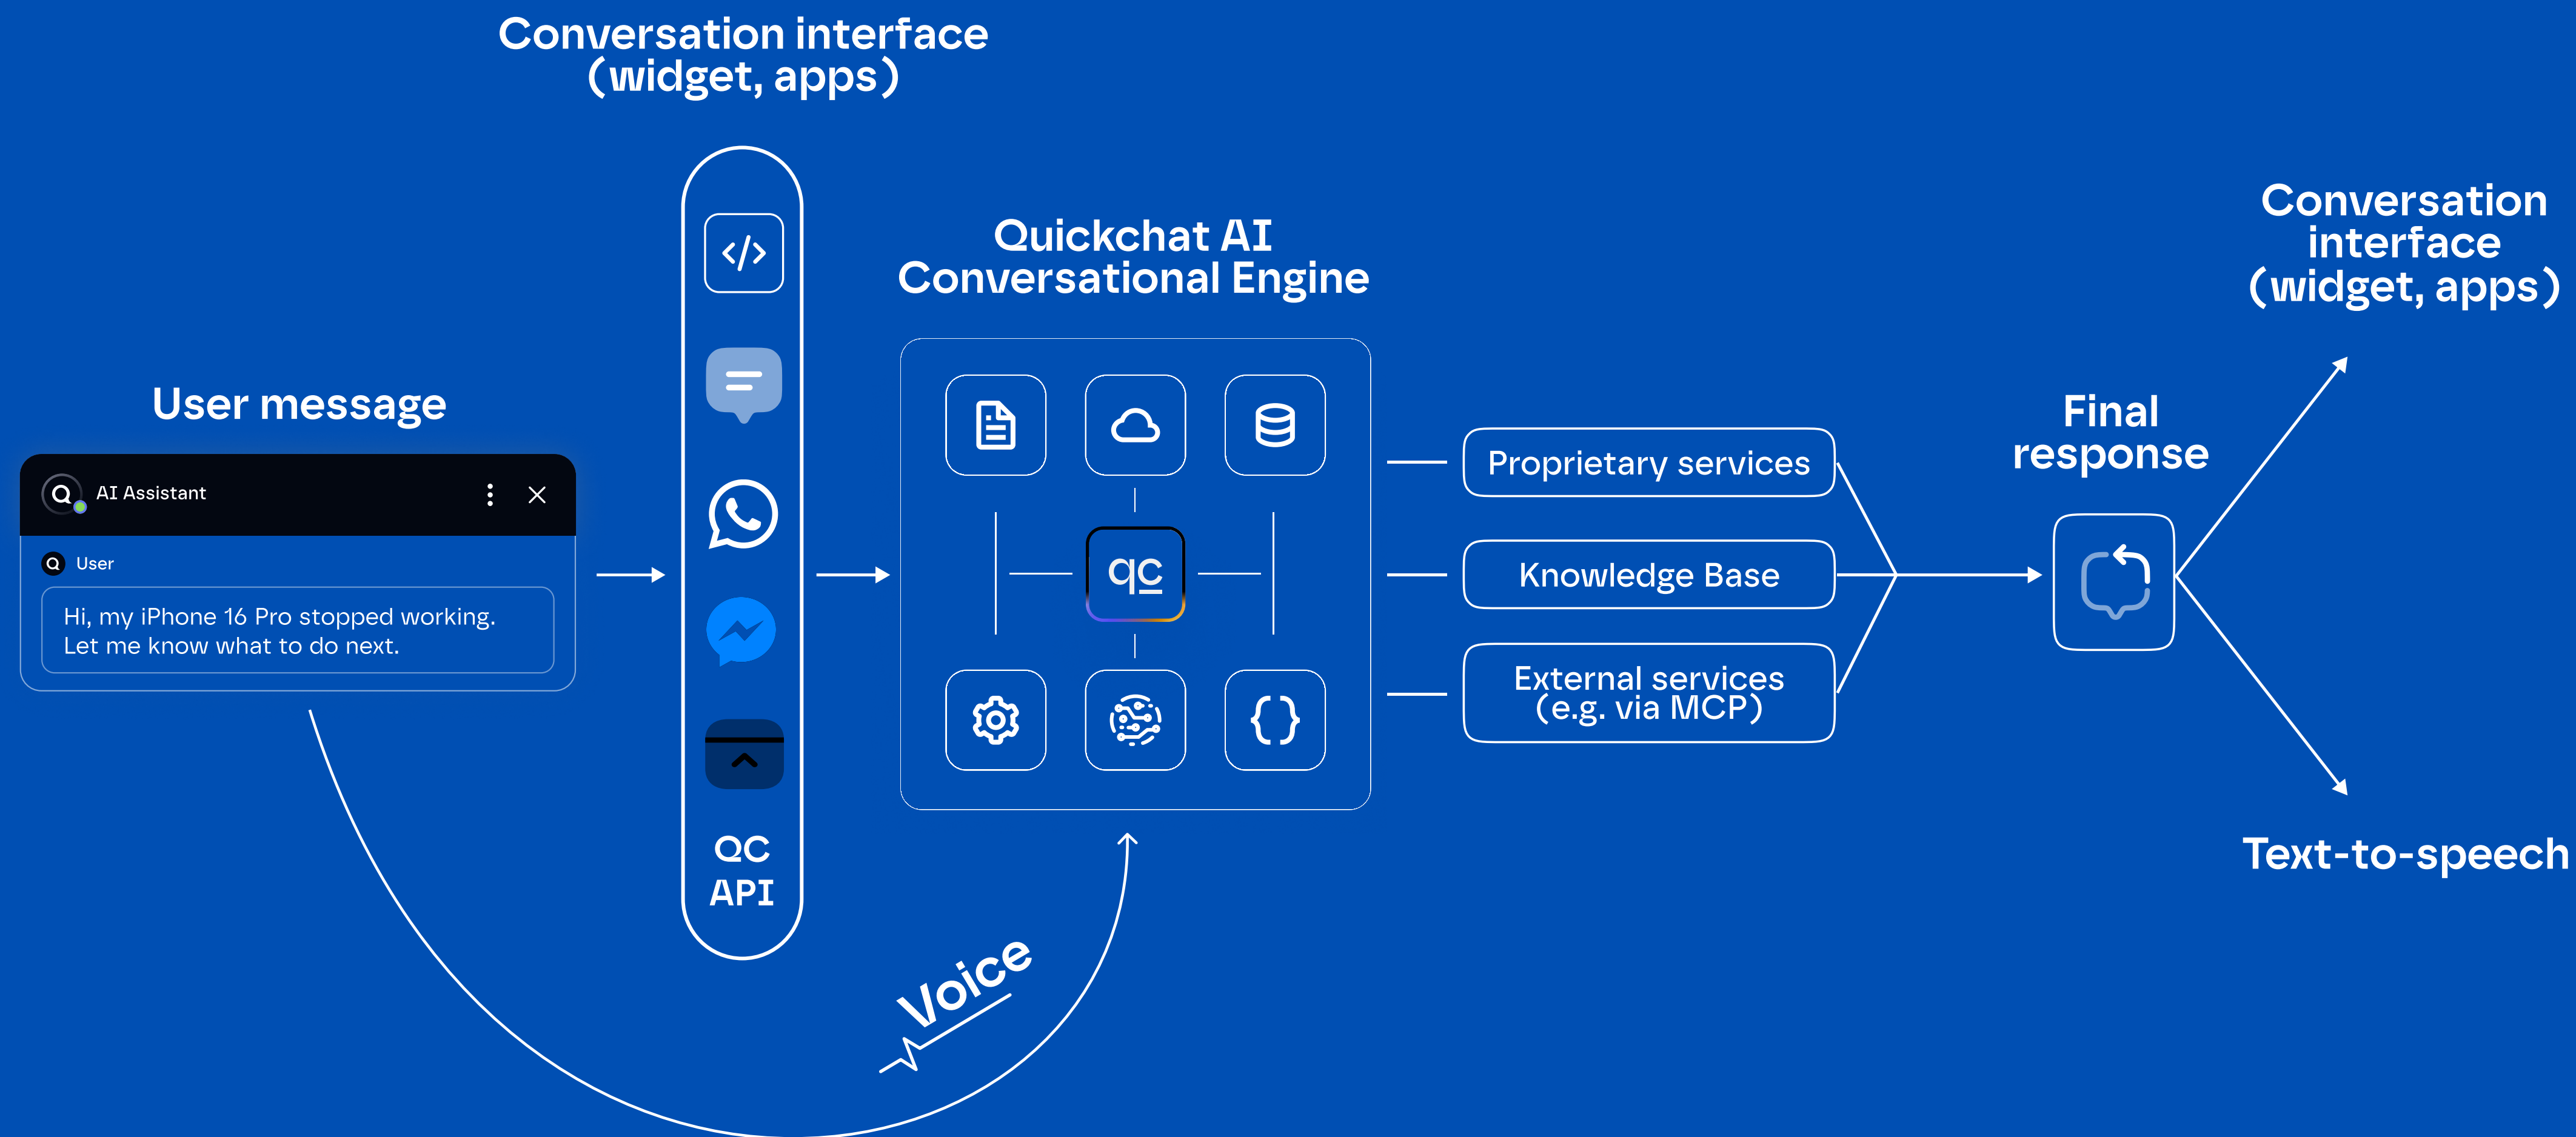 Conversation interface
(widget, apps)
User message
AI Assistant
User
Hi, my iPhone 16 Pro stopped working.
Let me know what to do next.
QC
API
Quickchat AI
Conversational Engine
qc
Voice
Proprietary services
Knowledge Base
External services
(e.g. via MCP)
Final
response
Conversation
interface
(widget, apps)
Text-to-speech